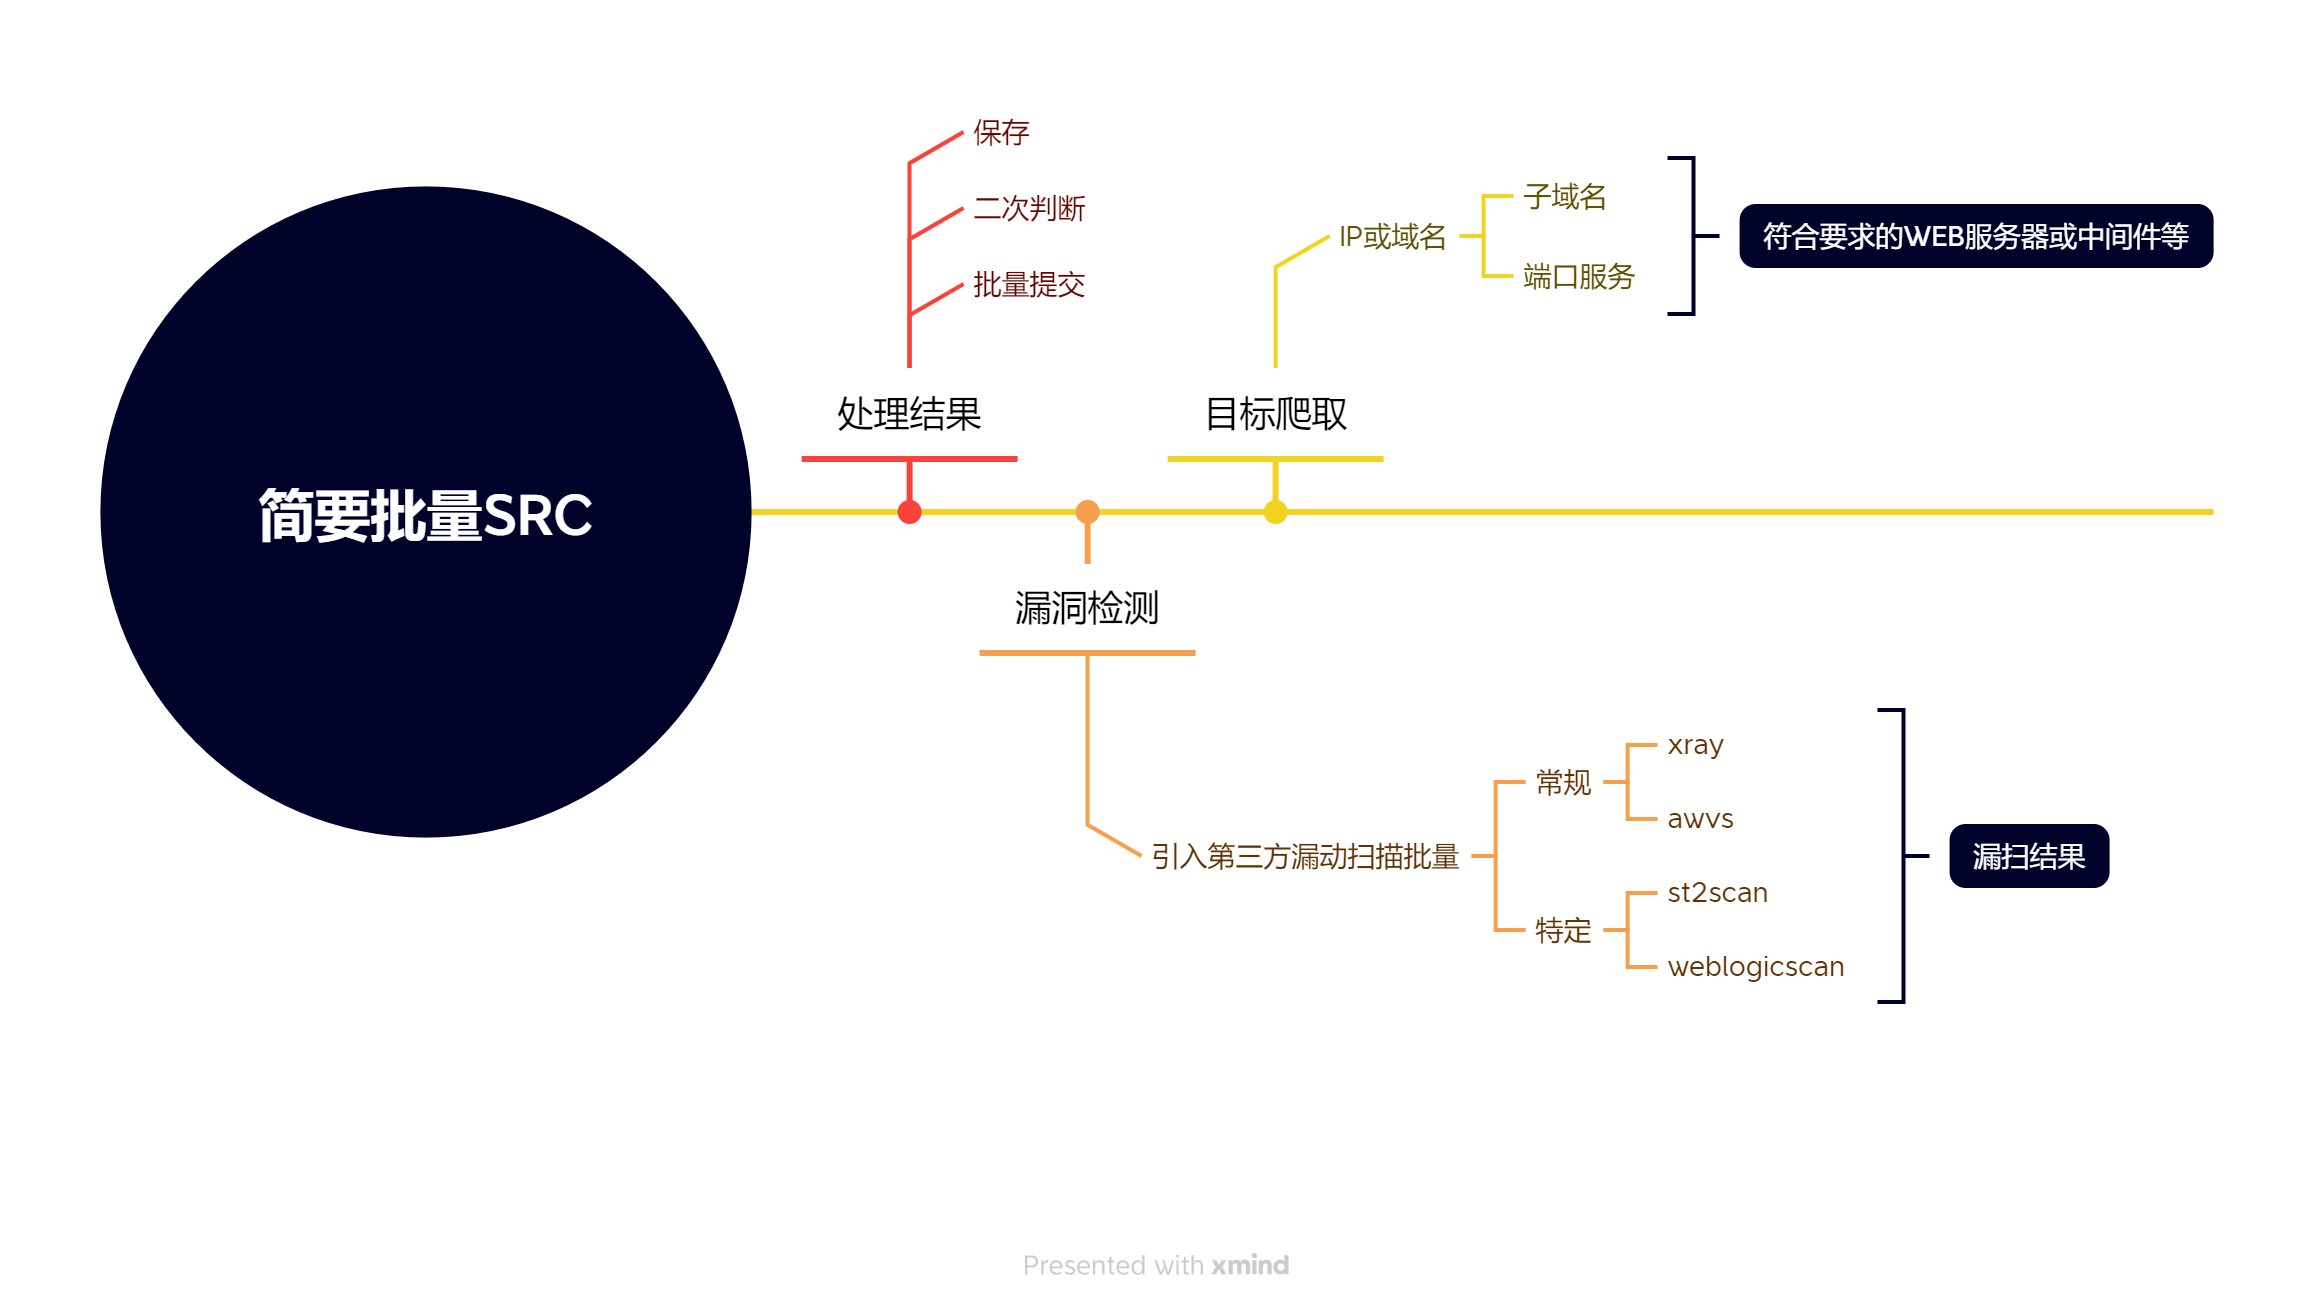 简要批量SRC
处理结果
保存
二次判断
批量提交
漏洞检测
引入第三方漏动扫描批量
常规
xray
awvs
特定
st2scan
weblogicscan
漏扫结果
目标爬取
IP或域名
子域名
端口服务
符合要求的WEB服务器或中间件等
Presented with xmind